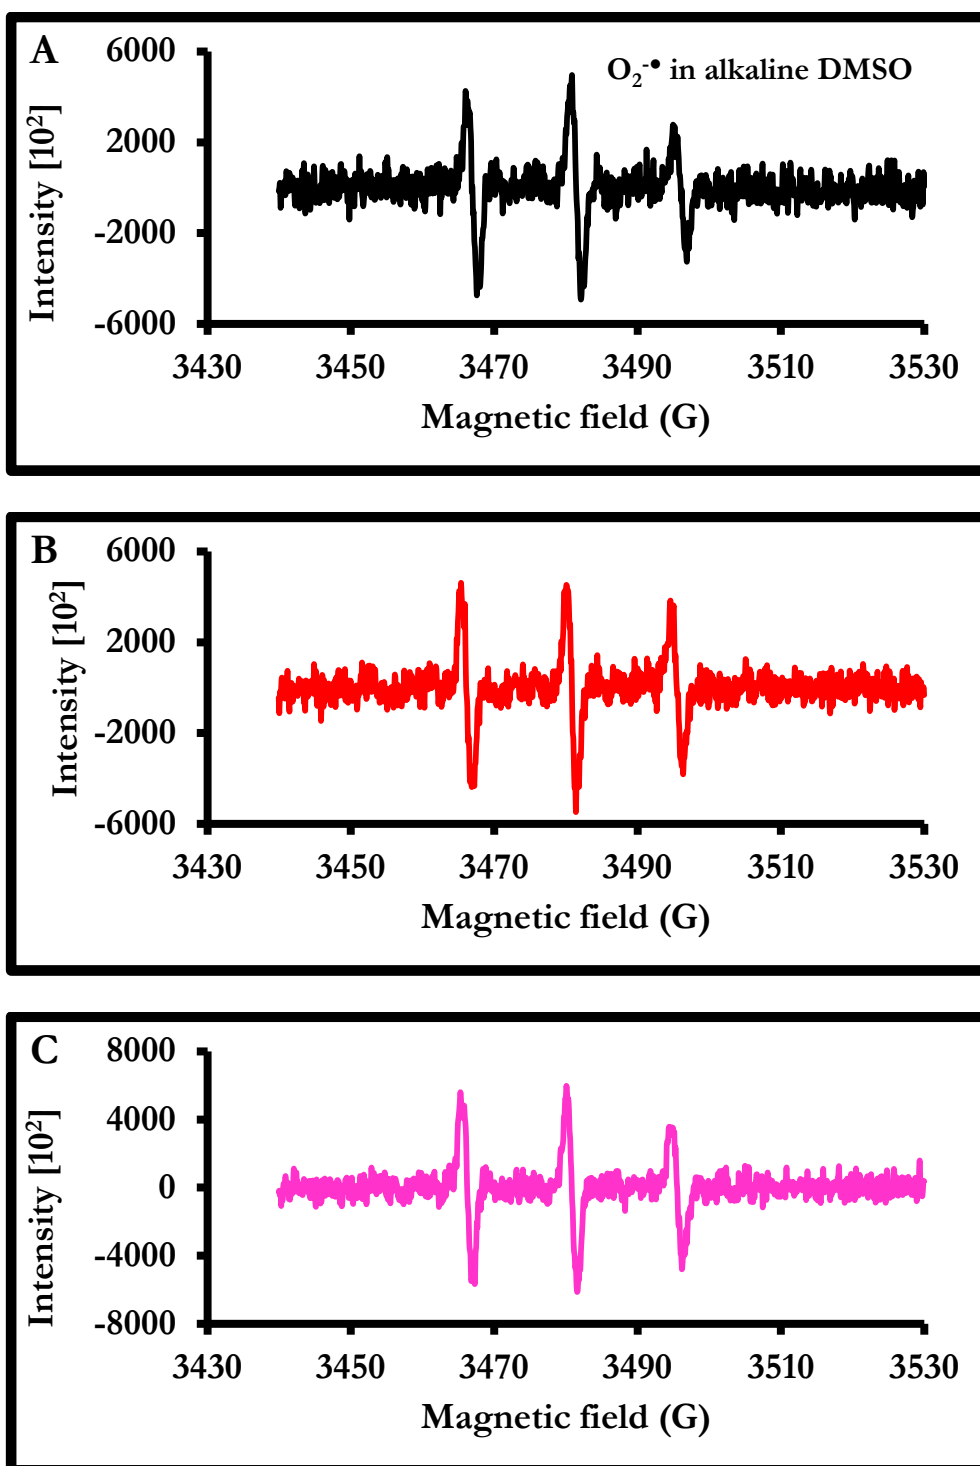 A
O₂⁻• in alkaline DMSO
6000
2000
-2000
-6000
Intensity [10²]
3430 3450 3470 3490 3510 3530
Magnetic field (G)
B
6000
2000
-2000
-6000
Intensity [10²]
3430 3450 3470 3490 3510 3530
Magnetic field (G)
C
8000
4000
0
-4000
-8000
Intensity [10²]
3430 3450 3470 3490 3510 3530
Magnetic field (G)